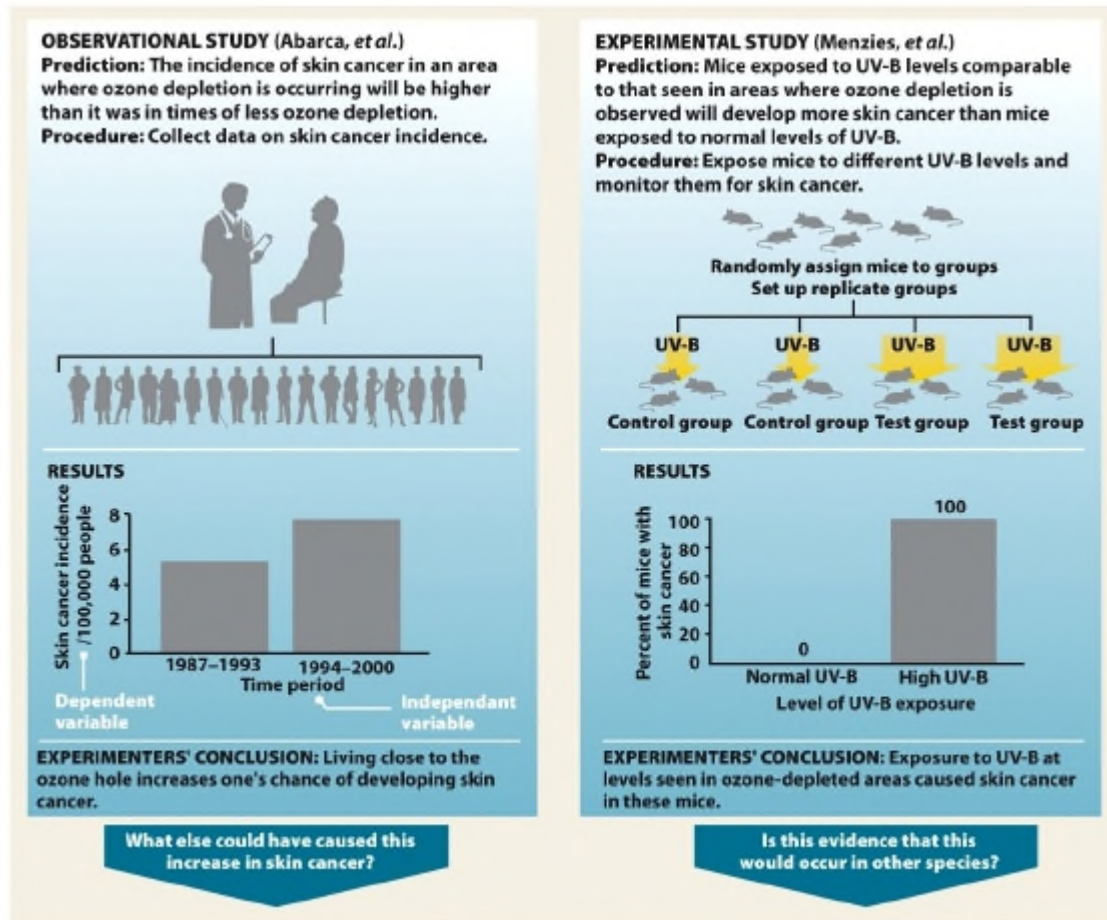 OBSERVATIONAL STUDY (Abarca, et al.)
Prediction: The incidence of skin cancer in an area
where ozone depletion is occurring will be higher
than it was in times of less ozone depletion.
Procedure: Collect data on skin cancer incidence.
RESULTS
Skin cancer incidence
/100,000 people
8
6
4
2
0
1987–1993
1994–2000
Time period
Dependent
variable
Independant
variable
EXPERIMENTERS' CONCLUSION: Living close to the
ozone hole increases one's chance of developing skin
cancer.
What else could have caused this
increase in skin cancer?
EXPERIMENTAL STUDY (Menzies, et al.)
Prediction: Mice exposed to UV-B levels comparable
to that seen in areas where ozone depletion is
observed will develop more skin cancer than mice
exposed to normal levels of UV-B.
Procedure: Expose mice to different UV-B levels and
monitor them for skin cancer.
Randomly assign mice to groups
Set up replicate groups
UV-B UV-B UV-B UV-B
Control group Control group Test group Test group
RESULTS
Percent of mice with
skin cancer
100
80
60
40
20
0
0
100
Normal UV-B
High UV-B
Level of UV-B exposure
EXPERIMENTERS' CONCLUSION: Exposure to UV-B at
levels seen in ozone-depleted areas caused skin cancer
in these mice.
Is this evidence that this
would occur in other species?